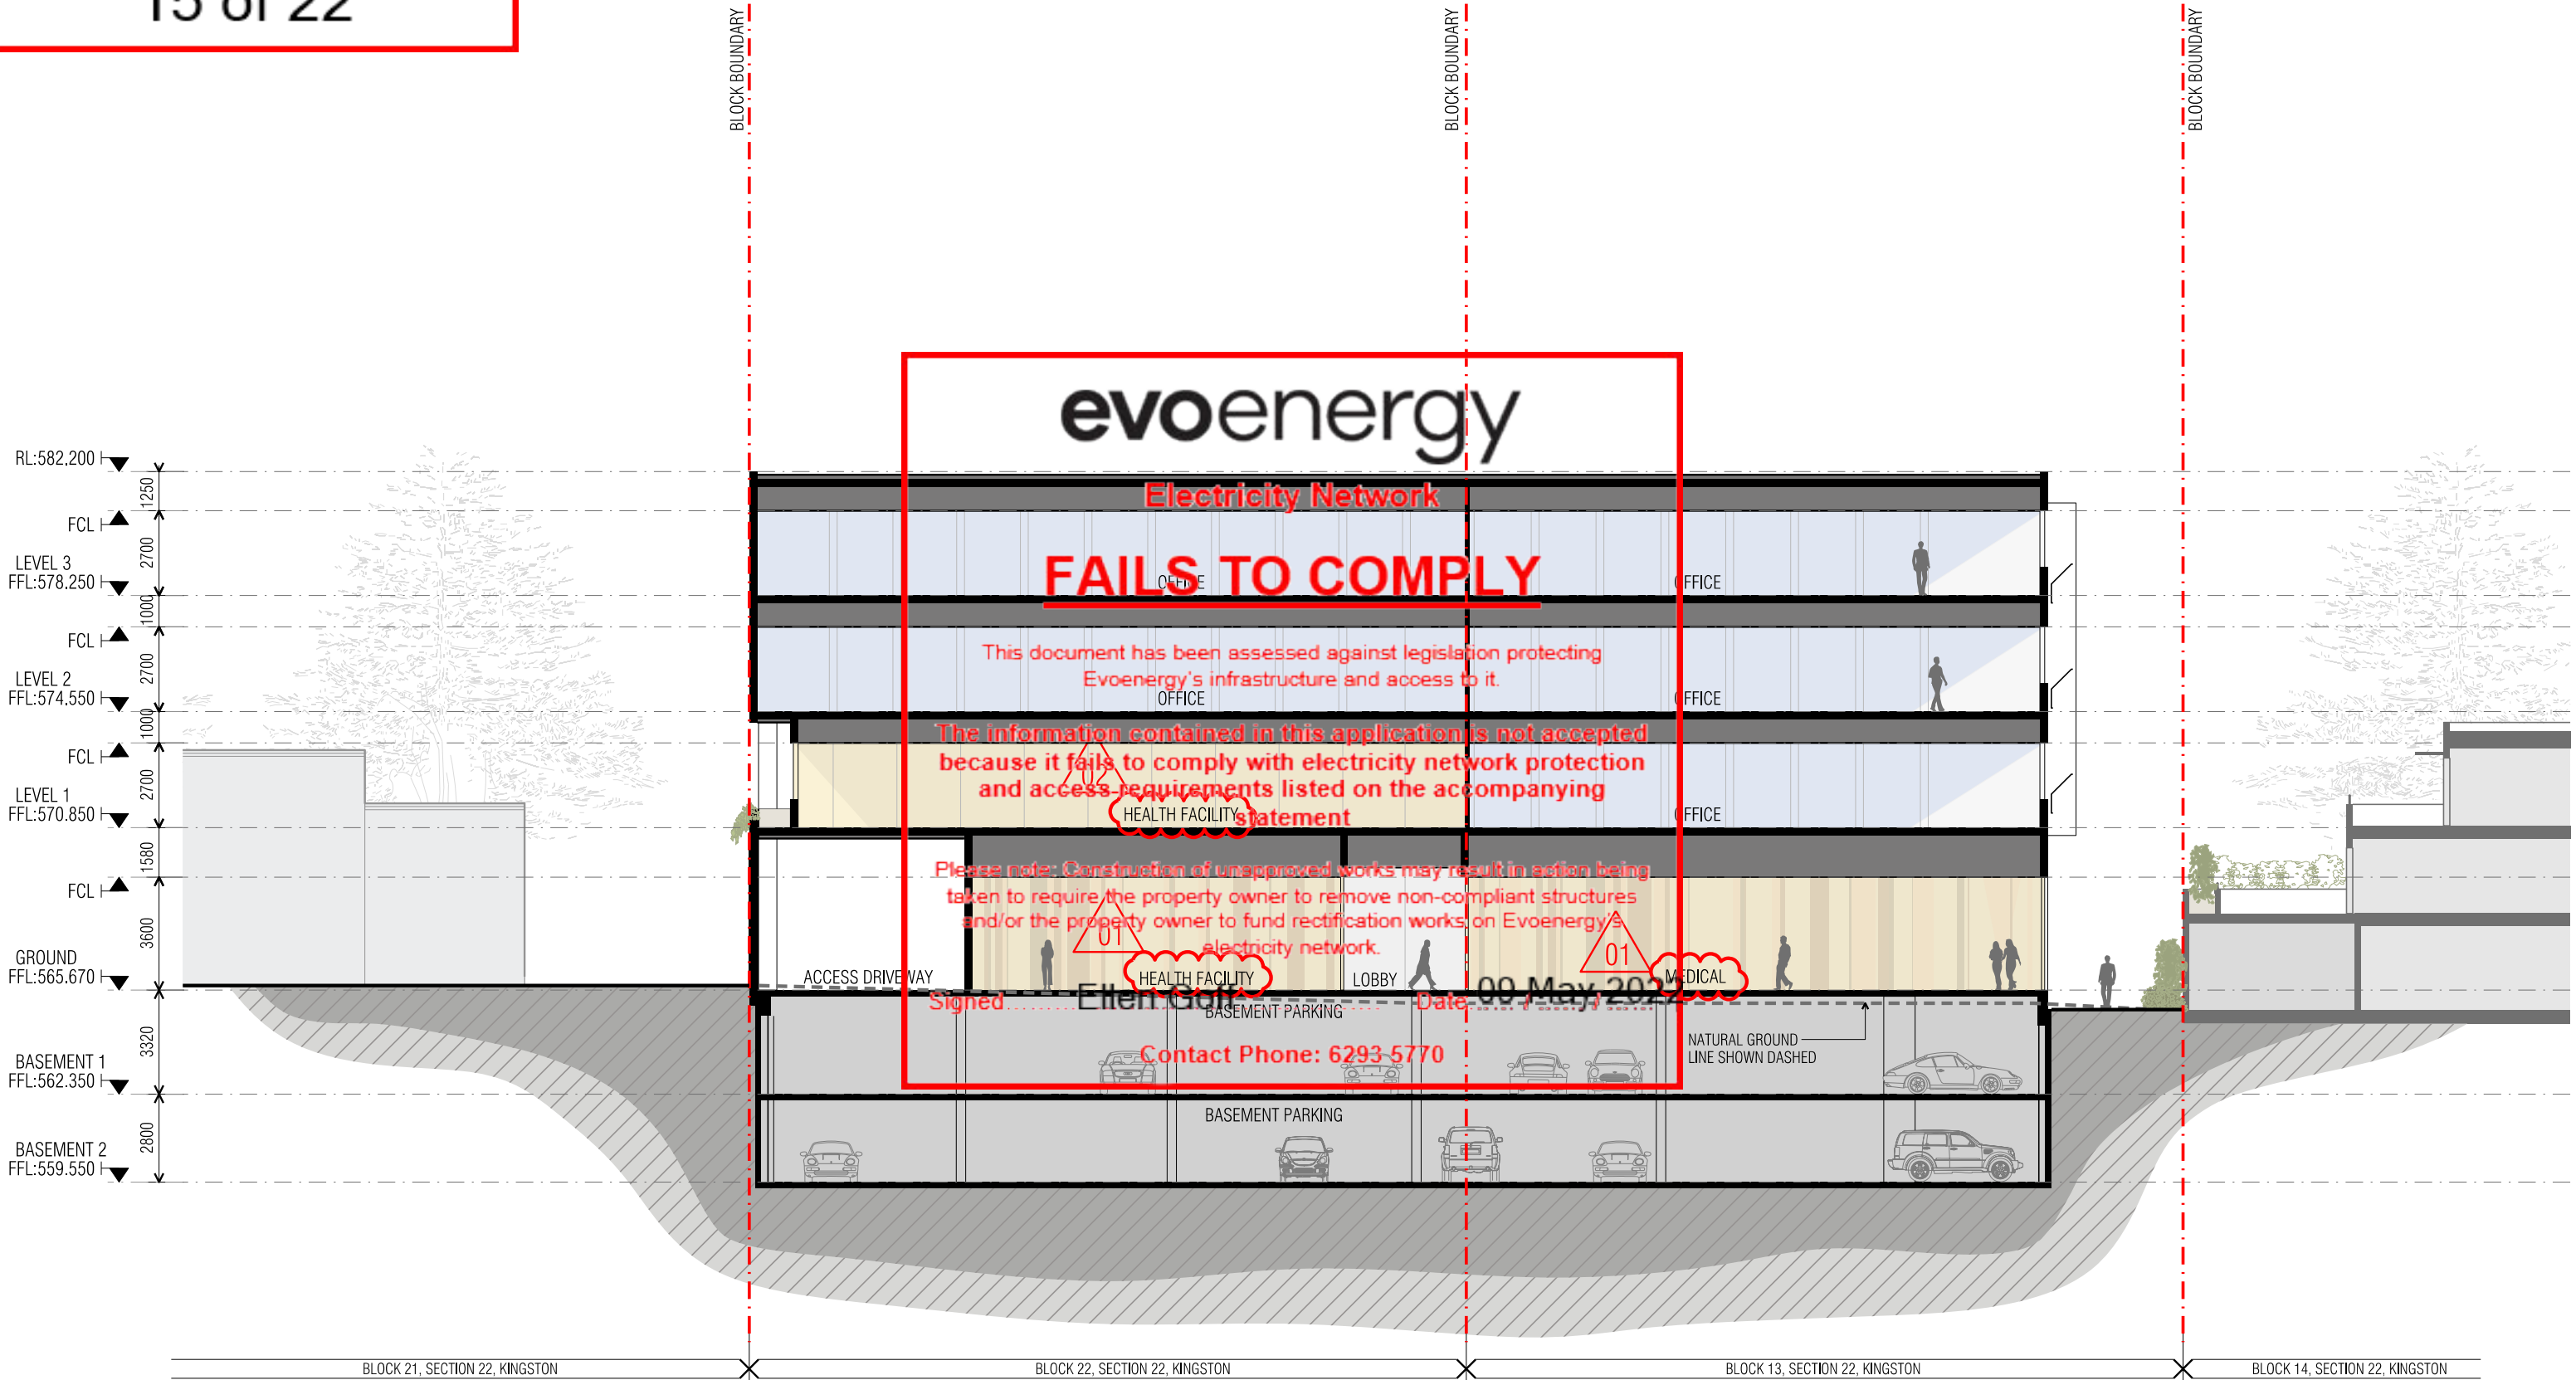 15 of 22
BLOCK BOUNDARY
BLOCK BOUNDARY
BLOCK BOUNDARY
evoenergy
Electricity Network
FAILS TO COMPLY
This document has been assessed against legislation protecting
Evoenergy's infrastructure and access to it.
The information contained in this application is not accepted
because it fails to comply with electricity network protection
and access requirements listed on the accompanying
statement
Please note: Construction of unapproved works may result in action being
taken to require the property owner to remove non-compliant structures
and/or the property owner to fund rectification works on Evoenergy's
electricity network.
Signed Ellen Goff Date 09 May 2022
Contact Phone: 6293 5770
RL:582.200
1250
FCL
2700
LEVEL 3
FFL:578.250
1000
FCL
2700
LEVEL 2
FFL:574.550
1000
FCL
2700
LEVEL 1
FFL:570.850
1580
FCL
3600
GROUND
FFL:565.670
3320
BASEMENT 1
FFL:562.350
2800
BASEMENT 2
FFL:559.550
OFFICE
OFFICE
OFFICE
OFFICE
02
HEALTH FACILITY
OFFICE
ACCESS DRIVEWAY
01
HEALTH FACILITY
LOBBY
01
MEDICAL
BASEMENT PARKING
NATURAL GROUND
LINE SHOWN DASHED
BASEMENT PARKING
BLOCK 21, SECTION 22, KINGSTON
BLOCK 22, SECTION 22, KINGSTON
BLOCK 13, SECTION 22, KINGSTON
BLOCK 14, SECTION 22, KINGSTON